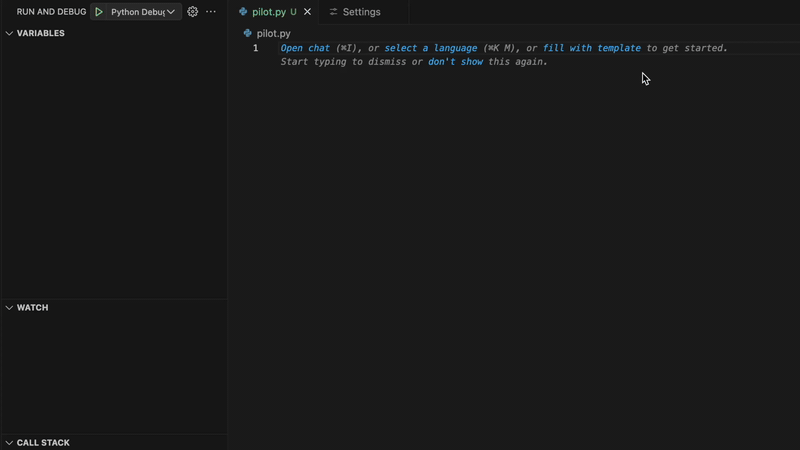 RUN AND DEBUG Python Debug
VARIABLES
WATCH
CALL STACK
pilot.py U
Settings
pilot.py
1 Open chat (⌘I), or select a language (⌘K M), or fill with template to get started.
Start typing to dismiss or don't show this again.